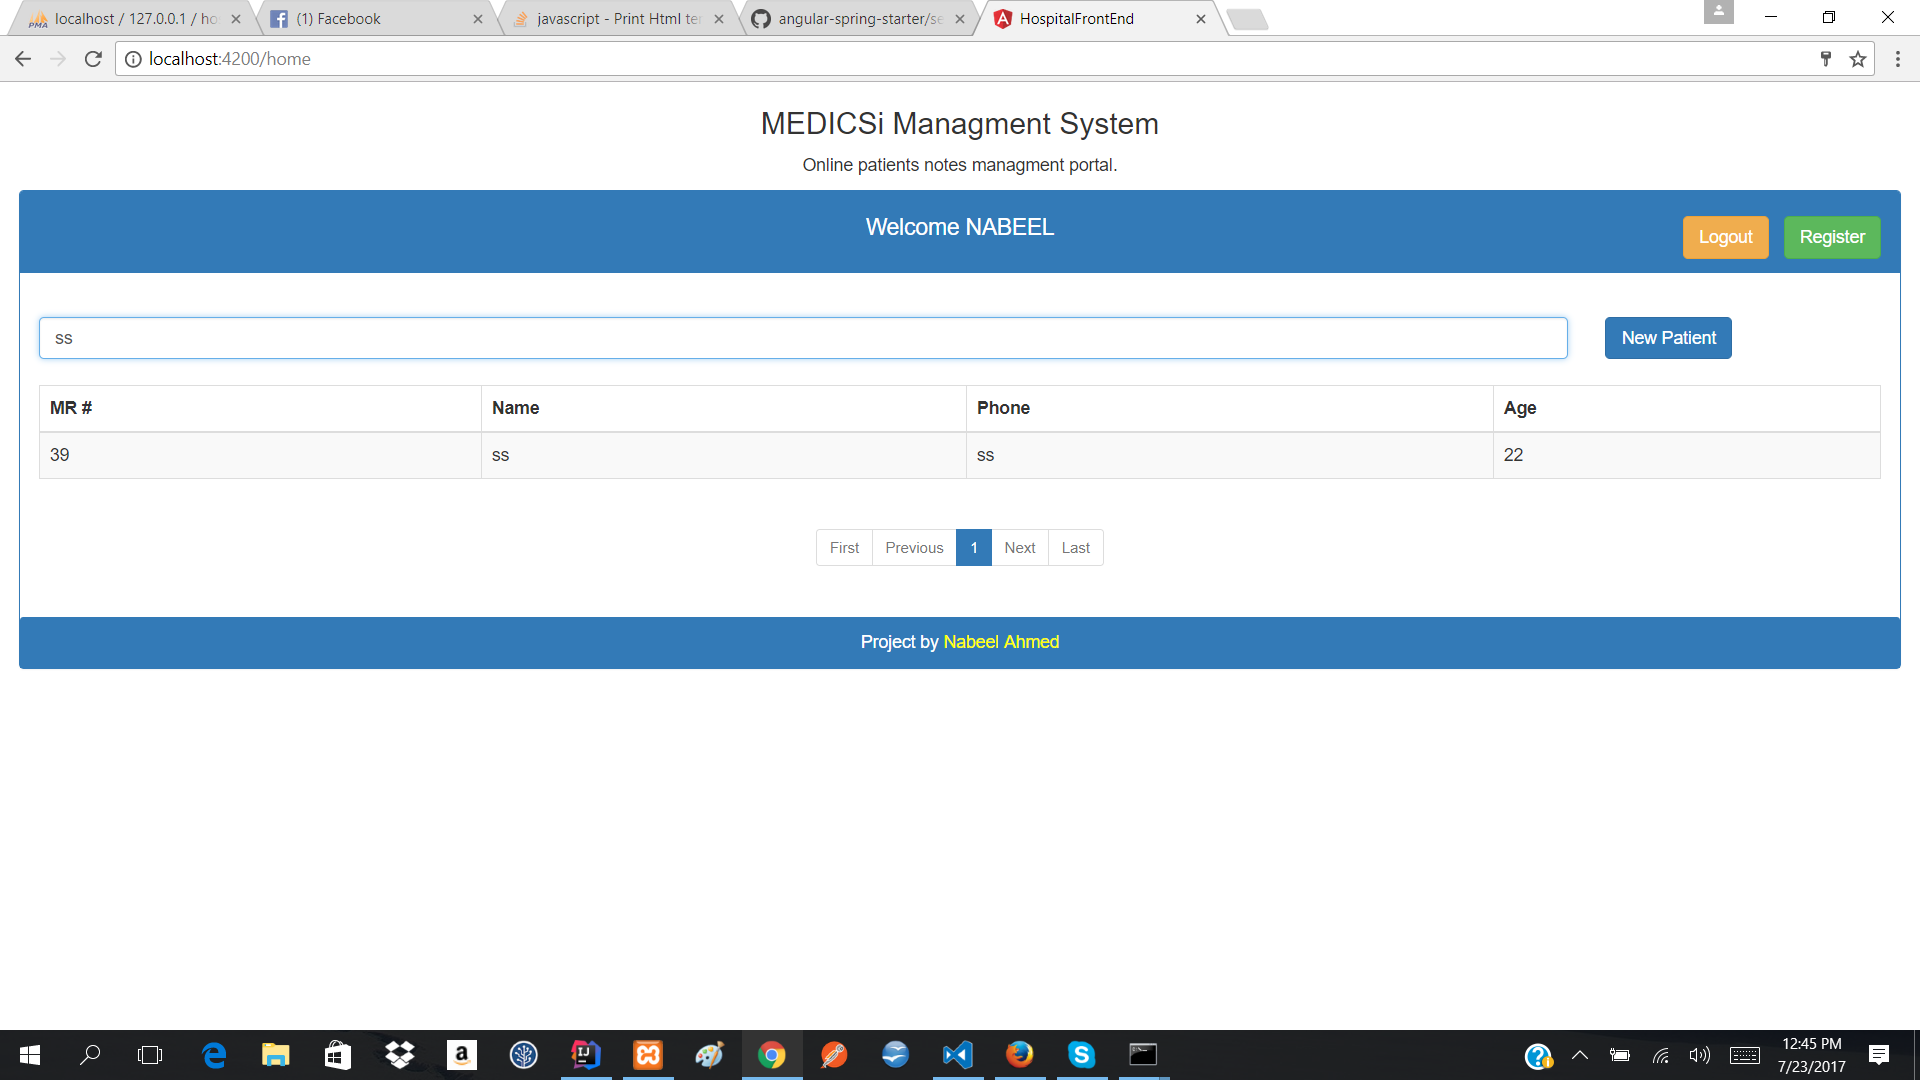 localhost / 127.0.0.1 / ho
(1) Facebook
javascript - Print Html te
angular-spring-starter/se
HospitalFrontEnd
localhost:4200/home
MEDICSi Managment System
Online patients notes managment portal.
Welcome NABEEL
Logout
Register
ss
New Patient
MR #
Name
Phone
Age
39
ss
ss
22
First
Previous
1
Next
Last
Project by Nabeel Ahmed
12:45 PM
7/23/2017